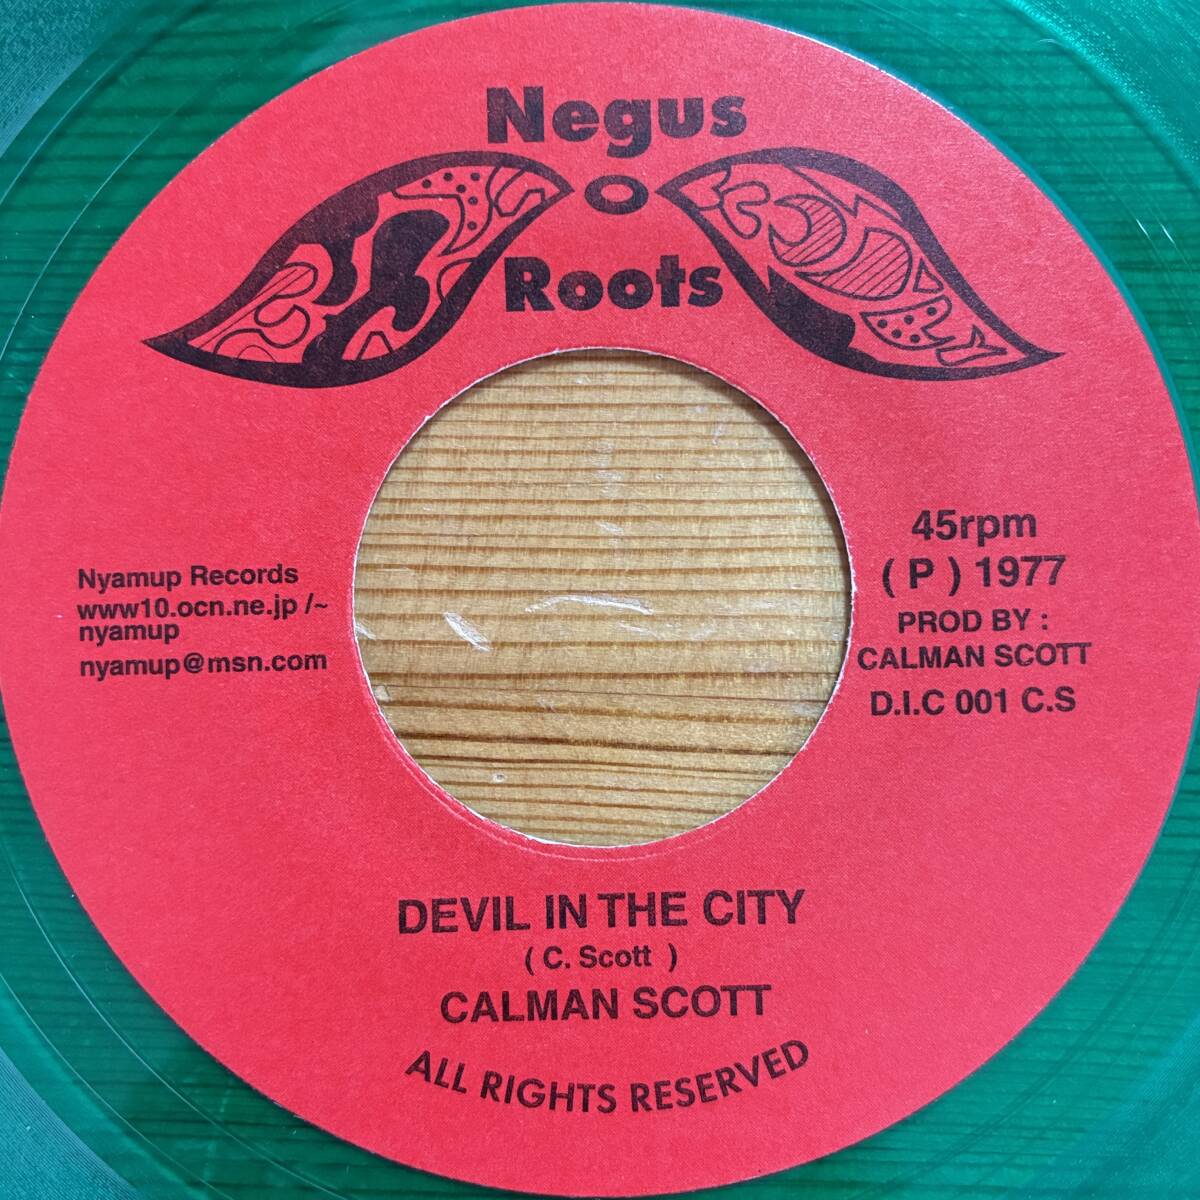 Negus
Roots
Nyamup Records
www10.ocn.ne.jp /~
nyamup
nyamup@msn.com
45rpm
( P ) 1977
PROD BY :
CALMAN SCOTT
D.I.C 001 C.S
DEVIL IN THE CITY
( C. Scott )
CALMAN SCOTT
ALL RIGHTS RESERVED